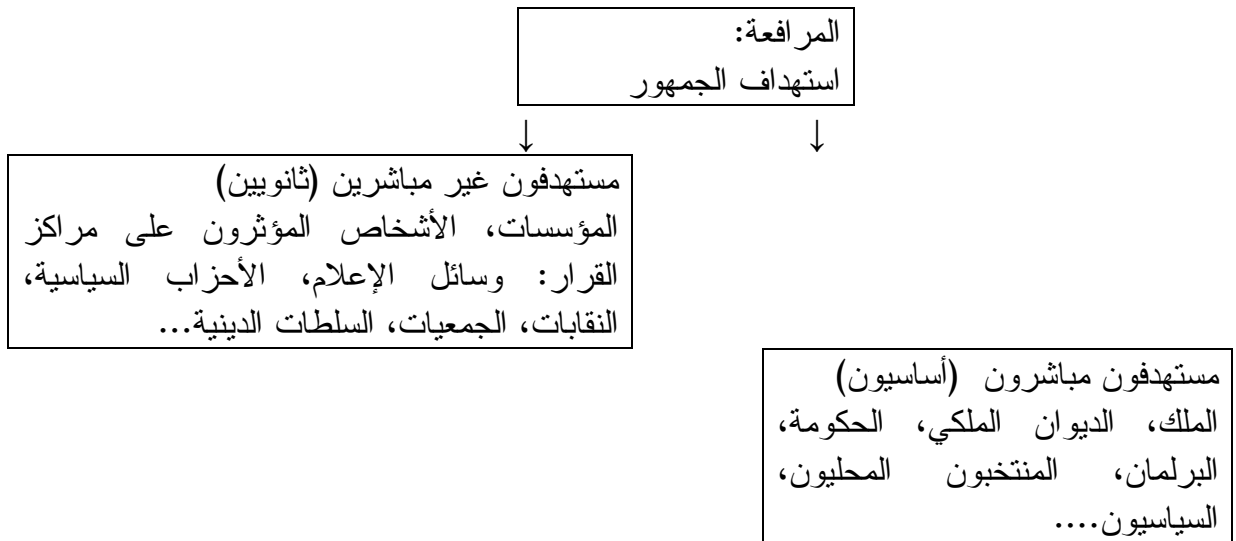 المرافعة:
استهداف الجمهور
↓ ↓
مستهدفون غير مباشرين (ثانويين)
المؤسسات، الأشخاص المؤثرون على مراكز
القرار: وسائل الإعلام، الأحزاب السياسية،
النقابات، الجمعيات، السلطات الدينية...
مستهدفون مباشرون (أساسيون)
الملك، الديوان الملكي، الحكومة،
البرلمان، المنتخبون المحليون،
السياسيون....